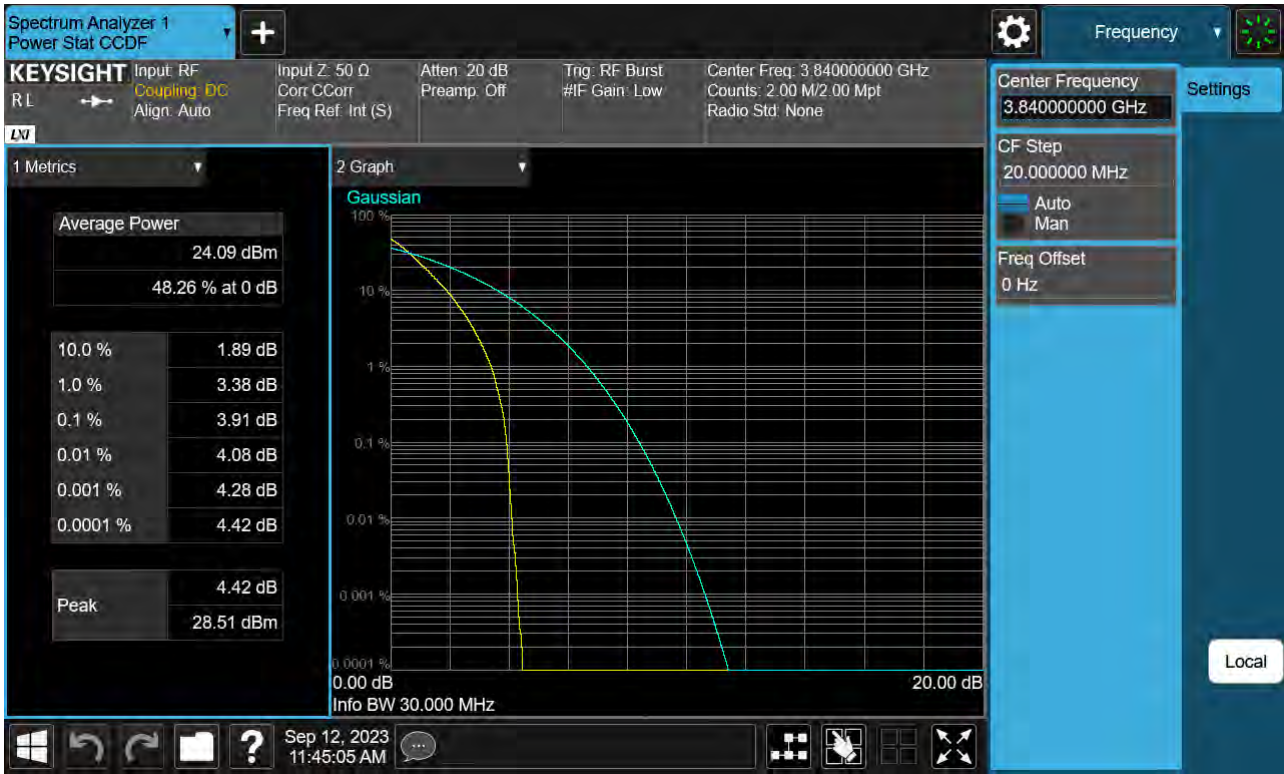 Spectrum Analyzer 1
Power Stat CCDF
+
Frequency
KEYSIGHT
RL
LXI
Input: RF
Coupling: DC
Align: Auto
Input Z: 50 Ω
Corr CCorr
Freq Ref: Int (S)
Atten: 20 dB
Preamp: Off
Trig: RF Burst
#IF Gain: Low
Center Freq: 3.840000000 GHz
Counts: 2.00 M/2.00 Mpt
Radio Std: None
Center Frequency
3.840000000 GHz
Settings
CF Step
20.000000 MHz
Auto
Man
Freq Offset
0 Hz
Local
1 Metrics
Average Power
24.09 dBm
48.26 % at 0 dB
10.0 % 1.89 dB
1.0 % 3.38 dB
0.1 % 3.91 dB
0.01 % 4.08 dB
0.001 % 4.28 dB
0.0001 % 4.42 dB
Peak
4.42 dB
28.51 dBm
2 Graph
Gaussian
100 %
10 %
1 %
0.1 %
0.01 %
0.001 %
0.0001 %
0.00 dB 20.00 dB
Info BW 30.000 MHz
?
Sep 12, 2023
11:45:05 AM